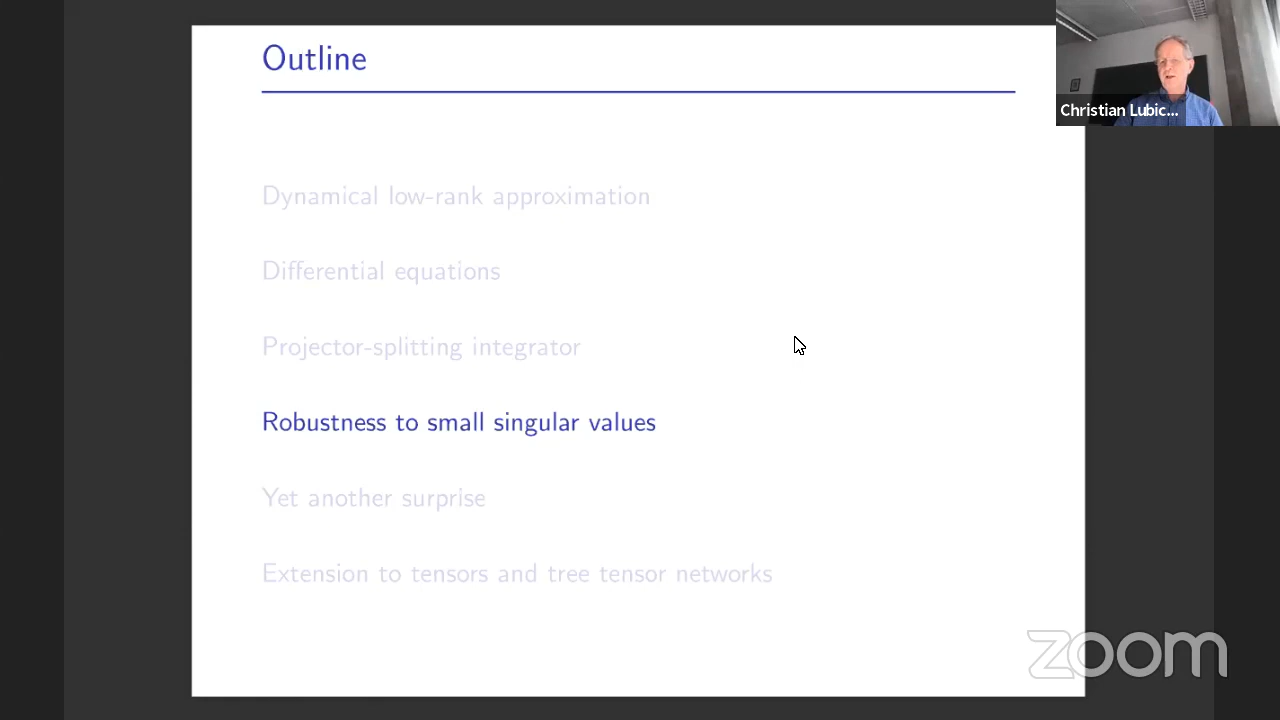 Outline
Christian Lubic...
Dynamical low-rank approximation
Differential equations
Projector-splitting integrator
Robustness to small singular values
Yet another surprise
Extension to tensors and tree tensor networks
zoom